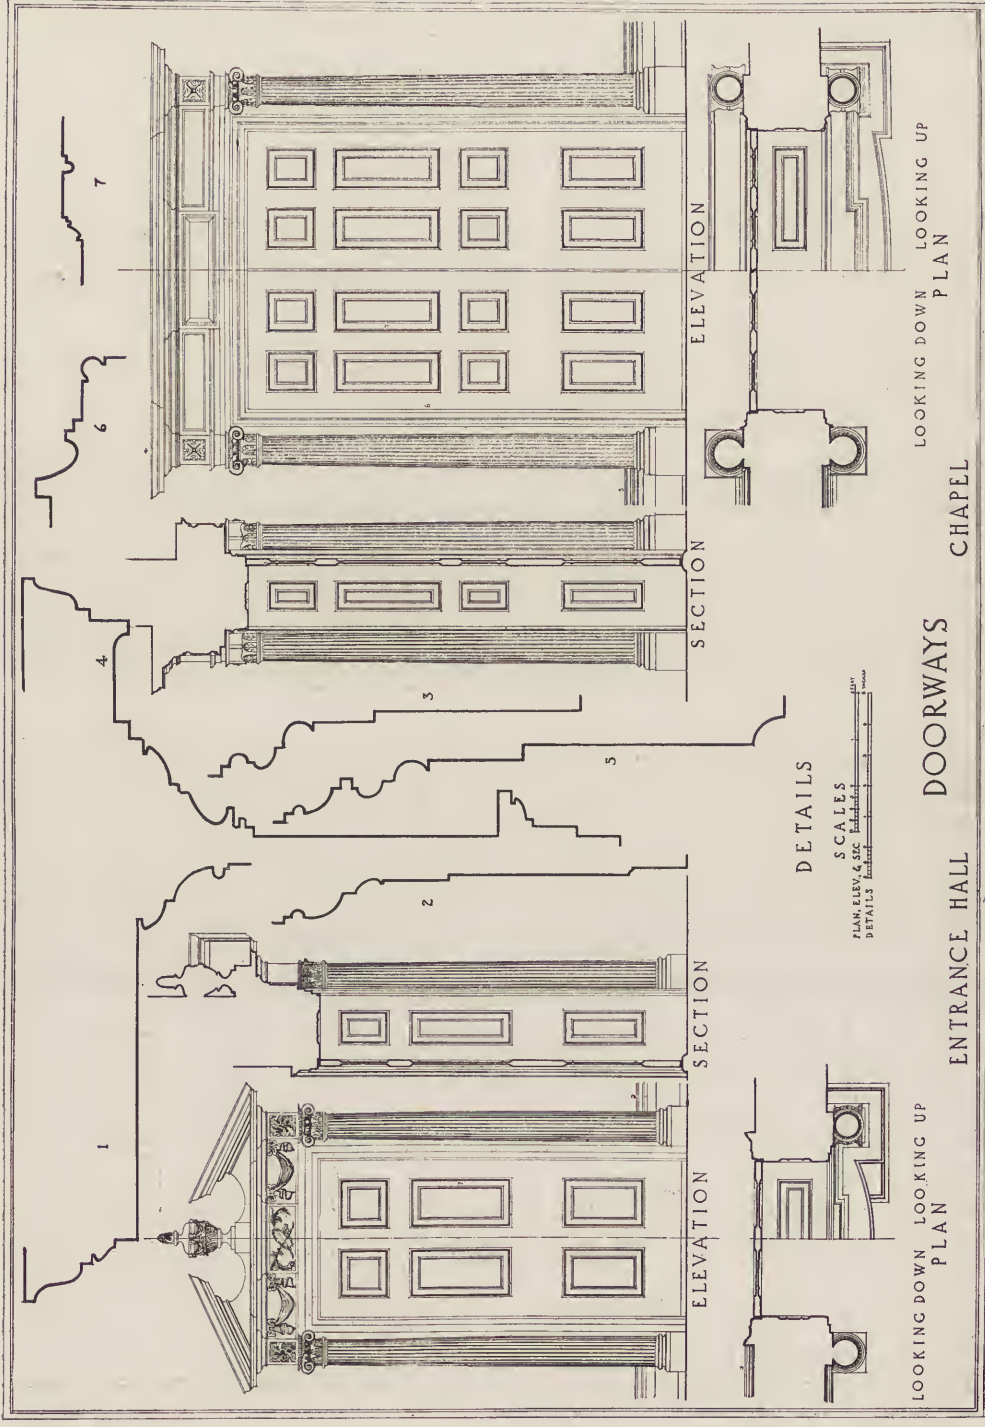 1
2
3
4
5
6
7
ELEVATION
SECTION
SECTION
ELEVATION
DETAILS
SCALES
PLAN, ELEV., & SEC
DETAILS
LOOKING DOWN LOOKING UP
PLAN
LOOKING DOWN LOOKING UP
PLAN
ENTRANCE HALL
DOORWAYS
CHAPEL